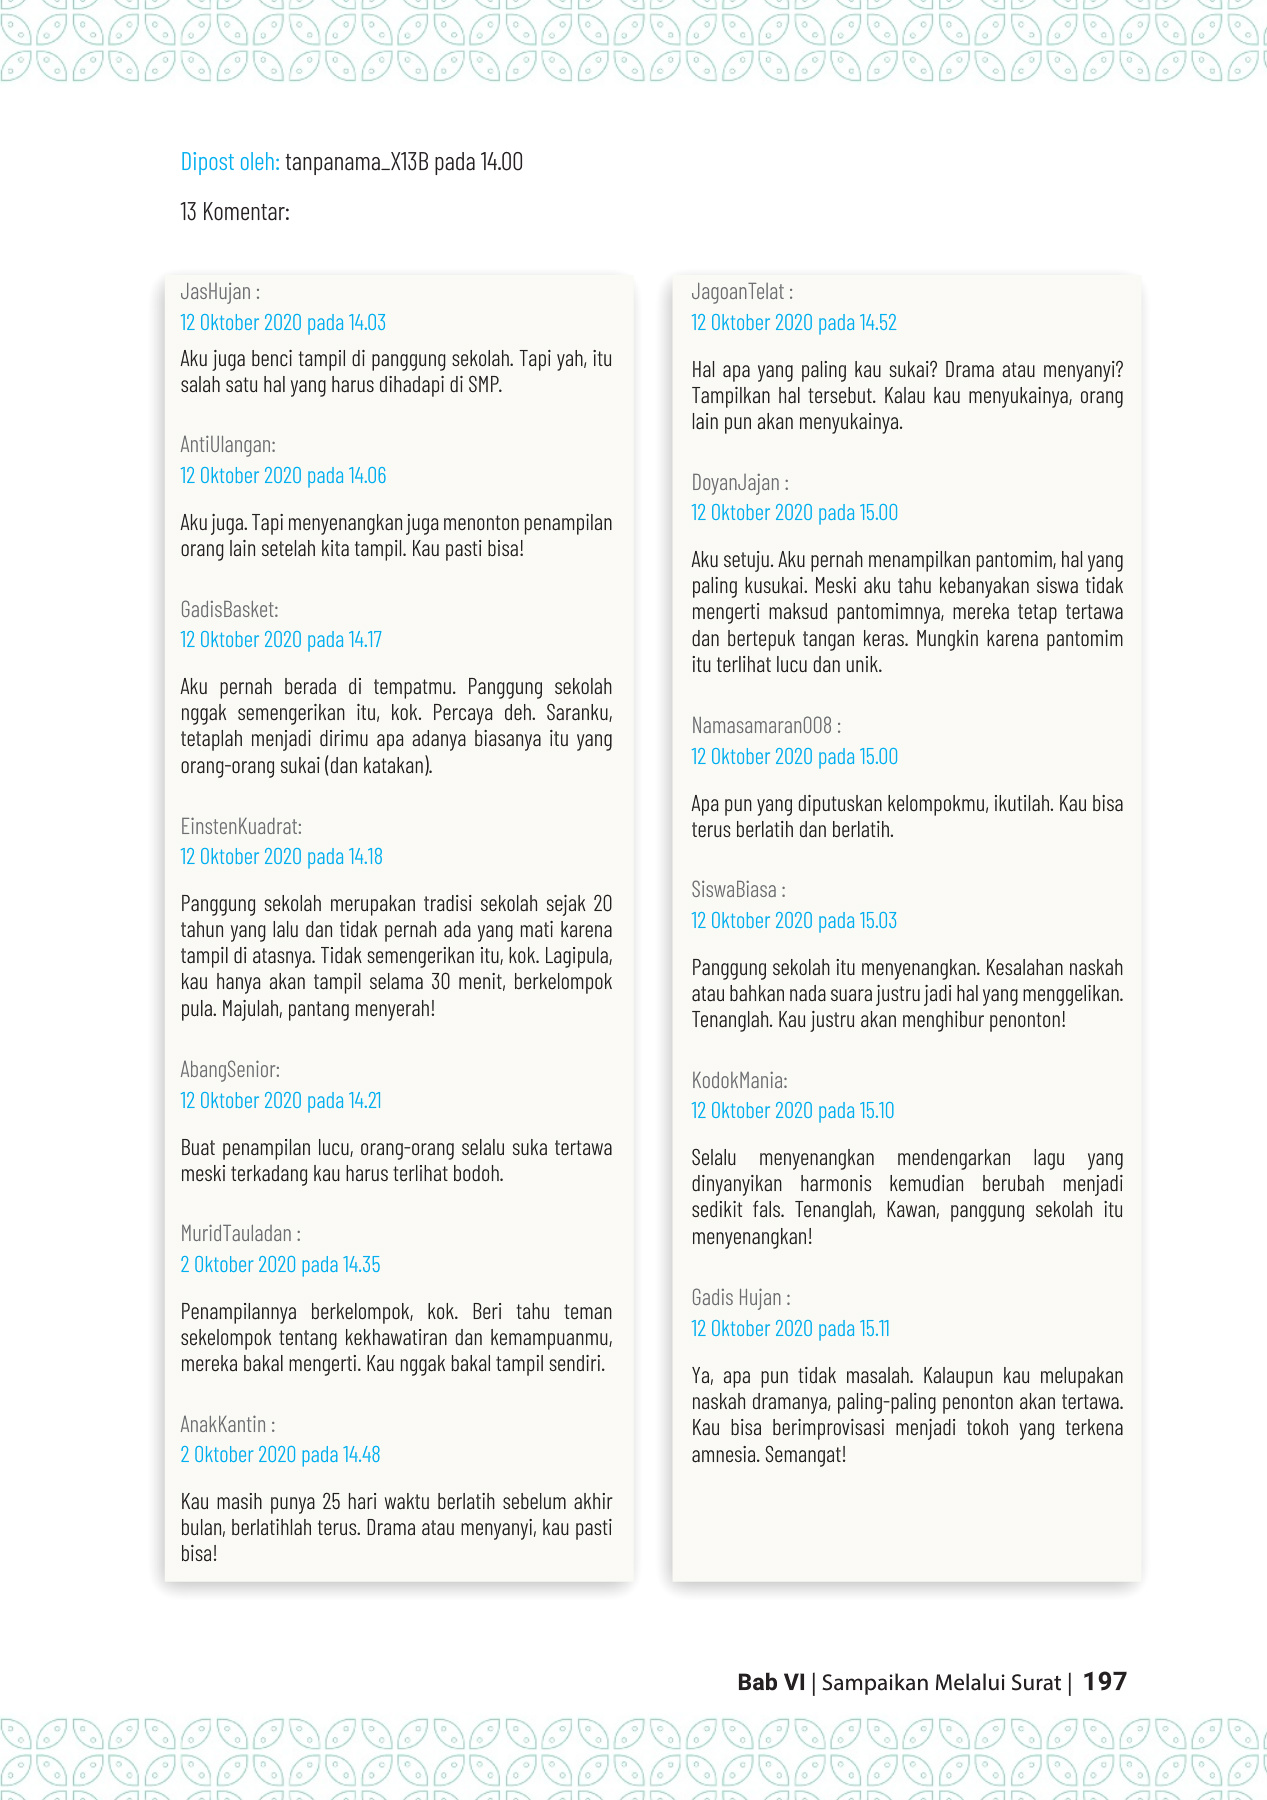 Dipost oleh: tanpanama_X13B pada 14.00
13 Komentar:
JasHujan :
12 Oktober 2020 pada 14.03
Aku juga benci tampil di panggung sekolah. Tapi yah, itu
salah satu hal yang harus dihadapi di SMP.
AntiUlangan:
12 Oktober 2020 pada 14.06
Aku juga. Tapi menyenangkan juga menonton penampilan
orang lain setelah kita tampil. Kau pasti bisa!
GadisBasket:
12 Oktober 2020 pada 14.17
Aku pernah berada di tempatmu. Panggung sekolah
nggak semengerikan itu, kok. Percaya deh. Saranku,
tetaplah menjadi dirimu apa adanya biasanya itu yang
orang-orang sukai (dan katakan).
EinstenKuadrat:
12 Oktober 2020 pada 14.18
Panggung sekolah merupakan tradisi sekolah sejak 20
tahun yang lalu dan tidak pernah ada yang mati karena
tampil di atasnya. Tidak semengerikan itu, kok. Lagipula,
kau hanya akan tampil selama 30 menit, berkelompok
pula. Majulah, pantang menyerah!
AbangSenior:
12 Oktober 2020 pada 14.21
Buat penampilan lucu, orang-orang selalu suka tertawa
meski terkadang kau harus terlihat bodoh.
MuridTauladan :
2 Oktober 2020 pada 14.35
Penampilannya berkelompok, kok. Beri tahu teman
sekelompok tentang kekhawatiran dan kemampuanmu,
mereka bakal mengerti. Kau nggak bakal tampil sendiri.
AnakKantin :
2 Oktober 2020 pada 14.48
Kau masih punya 25 hari waktu berlatih sebelum akhir
bulan, berlatihlah terus. Drama atau menyanyi, kau pasti
bisa!
JagoanTelat :
12 Oktober 2020 pada 14.52
Hal apa yang paling kau sukai? Drama atau menyanyi?
Tampilkan hal tersebut. Kalau kau menyukainya, orang
lain pun akan menyukainya.
DoyanJajan :
12 Oktober 2020 pada 15.00
Aku setuju. Aku pernah menampilkan pantomim, hal yang
paling kusukai. Meski aku tahu kebanyakan siswa tidak
mengerti maksud pantomimnya, mereka tetap tertawa
dan bertepuk tangan keras. Mungkin karena pantomim
itu terlihat lucu dan unik.
Namasamaran008 :
12 Oktober 2020 pada 15.00
Apa pun yang diputuskan kelompokmu, ikutilah. Kau bisa
terus berlatih dan berlatih.
SiswaBiasa :
12 Oktober 2020 pada 15.03
Panggung sekolah itu menyenangkan. Kesalahan naskah
atau bahkan nada suara justru jadi hal yang menggelikan.
Tenanglah. Kau justru akan menghibur penonton!
KodokMania:
12 Oktober 2020 pada 15.10
Selalu menyenangkan mendengarkan lagu yang
dinyanyikan harmonis kemudian berubah menjadi
sedikit fals. Tenanglah, Kawan, panggung sekolah itu
menyenangkan!
Gadis Hujan :
12 Oktober 2020 pada 15.11
Ya, apa pun tidak masalah. Kalaupun kau melupakan
naskah dramanya, paling-paling penonton akan tertawa.
Kau bisa berimprovisasi menjadi tokoh yang terkena
amnesia. Semangat!
Bab VI | Sampaikan Melalui Surat | 197